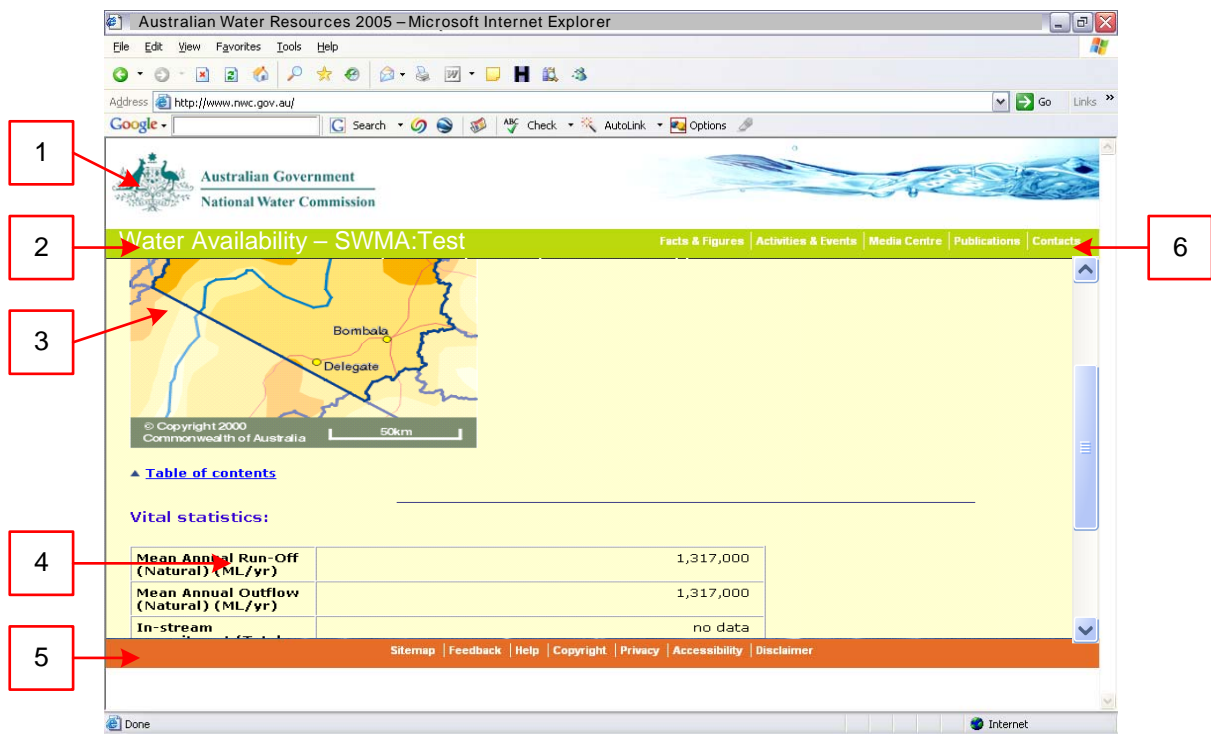 Australian Water Resources 2005 – Microsoft Internet Explorer
File Edit View Favorites Tools Help
Address http://www.nwc.gov.au/ Go Links »
Google Search ABC Check AutoLink Options
1
Australian Government
National Water Commission
2
Water Availability – SWMA:Test
Facts & Figures | Activities & Events | Media Centre | Publications | Contacts
6
3
Bombala
Delegate
© Copyright 2000
Commonwealth of Australia
50km
Table of contents
Vital statistics:
4
Mean Annual Run-Off
(Natural) (ML/yr)
1,317,000
Mean Annual Outflow
(Natural) (ML/yr)
1,317,000
In-stream
no data
5
Sitemap | Feedback | Help | Copyright | Privacy | Accessibility | Disclaimer
Done
Internet